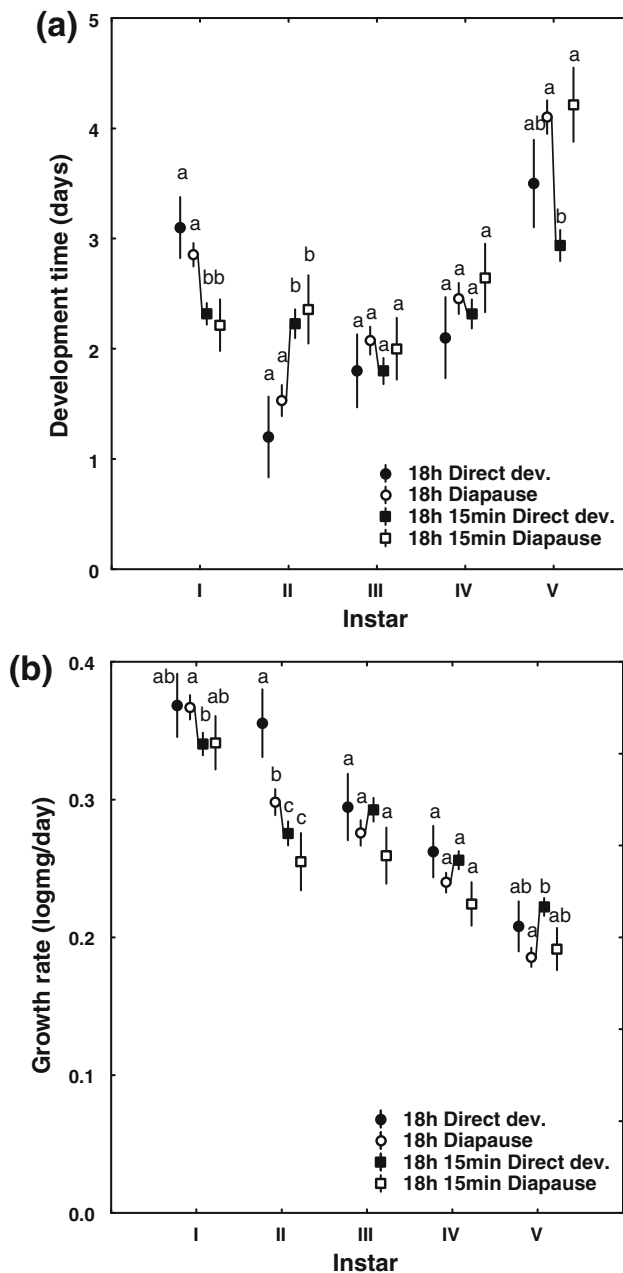 (a)
5
4
3
2
1
0
Development time (days)
a
a
bb
a
a
b
b
a
a
a
a
a
a
a
a
ab
a
b
a
18h Direct dev.
18h Diapause
18h 15min Direct dev.
18h 15min Diapause
I II III IV V
Instar
(b)
0.4
0.3
0.2
0.1
0.0
Growth rate (logmg/day)
ab a b ab
a
b
c
c
a
a
a
a
a
a
a
a
ab
a
b
ab
18h Direct dev.
18h Diapause
18h 15min Direct dev.
18h 15min Diapause
I II III IV V
Instar